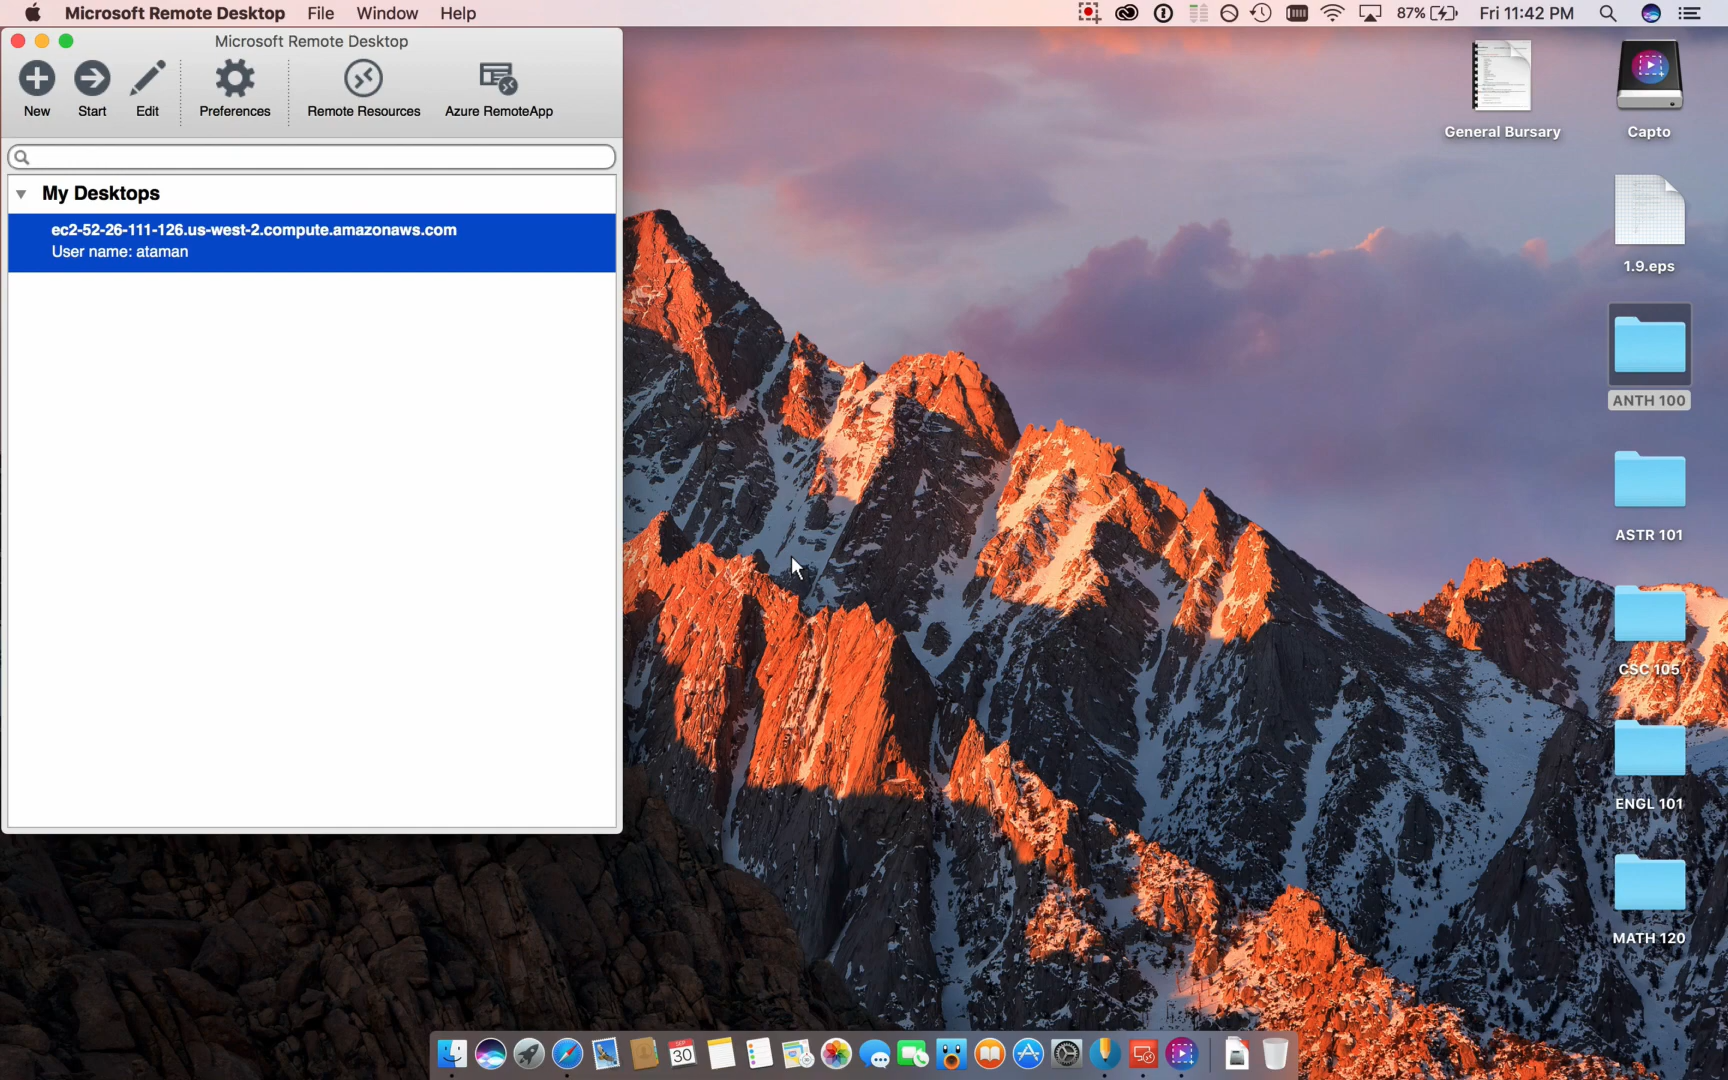 Microsoft Remote Desktop File Window Help
87% Fri 11:42 PM
Microsoft Remote Desktop
New Start Edit Preferences Remote Resources Azure RemoteApp
My Desktops
ec2-52-26-111-126.us-west-2.compute.amazonaws.com
User name: ataman
General Bursary
Capto
1.9.eps
ANTH 100
ASTR 101
CSC 105
ENGL 101
MATH 120
SEP
30